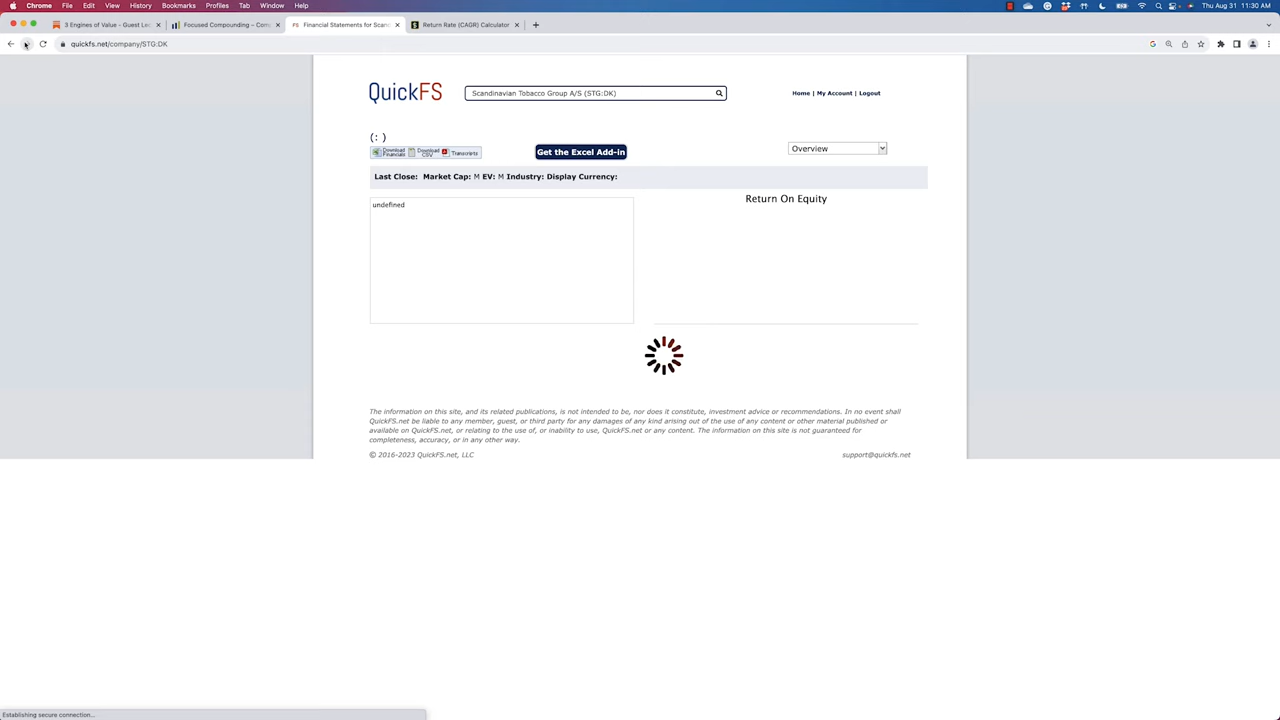 Chrome File Edit View History Bookmarks Profiles Tab Window Help Thu Aug 31 11:30 AM
3 Engines of Value - Guest Le Focused Compounding — Com FS Financial Statements for Scan $ Return Rate (CAGR) Calculator
quickfs.net/company/STG:DK
QuickFS Scandinavian Tobacco Group A/S (STG:DK) Home | My Account | Logout
(: )
Download Financials Download CSV Transcripts Get the Excel Add-in Overview
Last Close: Market Cap: M EV: M Industry: Display Currency:
undefined
Return On Equity
The information on this site, and its related publications, is not intended to be, nor does it constitute, investment advice or recommendations. In no event shall
QuickFS.net be liable to any member, guest, or third party for any damages of any kind arising out of the use of any content or other material published or
available on QuickFS.net, or relating to the use of, or inability to use, QuickFS.net or any content. The information on this site is not guaranteed for
completeness, accuracy, or in any other way.
© 2016-2023 QuickFS.net, LLC support@quickfs.net
Establishing secure connection...